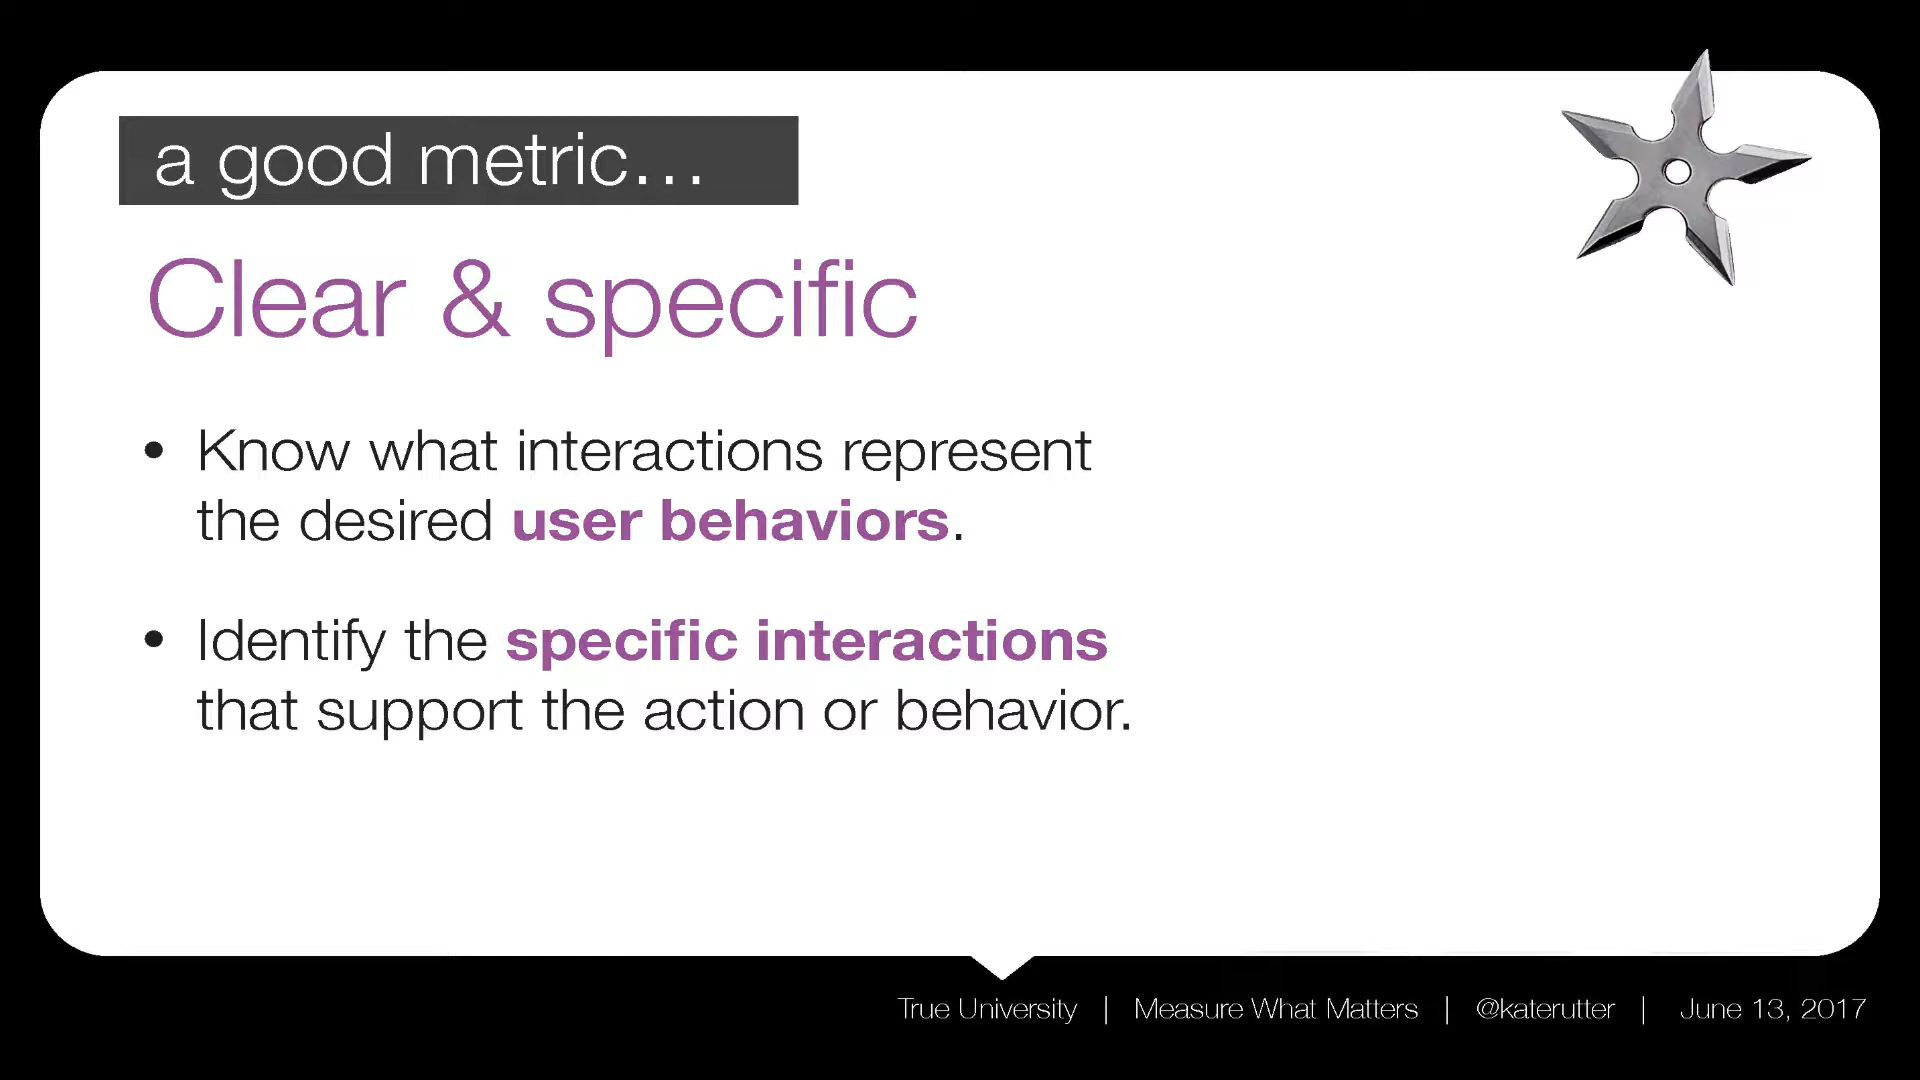 a good metric…
Clear & specific
• Know what interactions represent
the desired user behaviors.
• Identify the specific interactions
that support the action or behavior.
True University | Measure What Matters | @katerutter | June 13, 2017